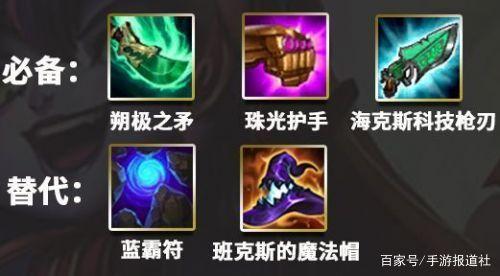 必备：
朔极之矛 珠光护手 海克斯科技枪刃
替代：
蓝霸符 班克斯的魔法帽
百家号/手游报道社